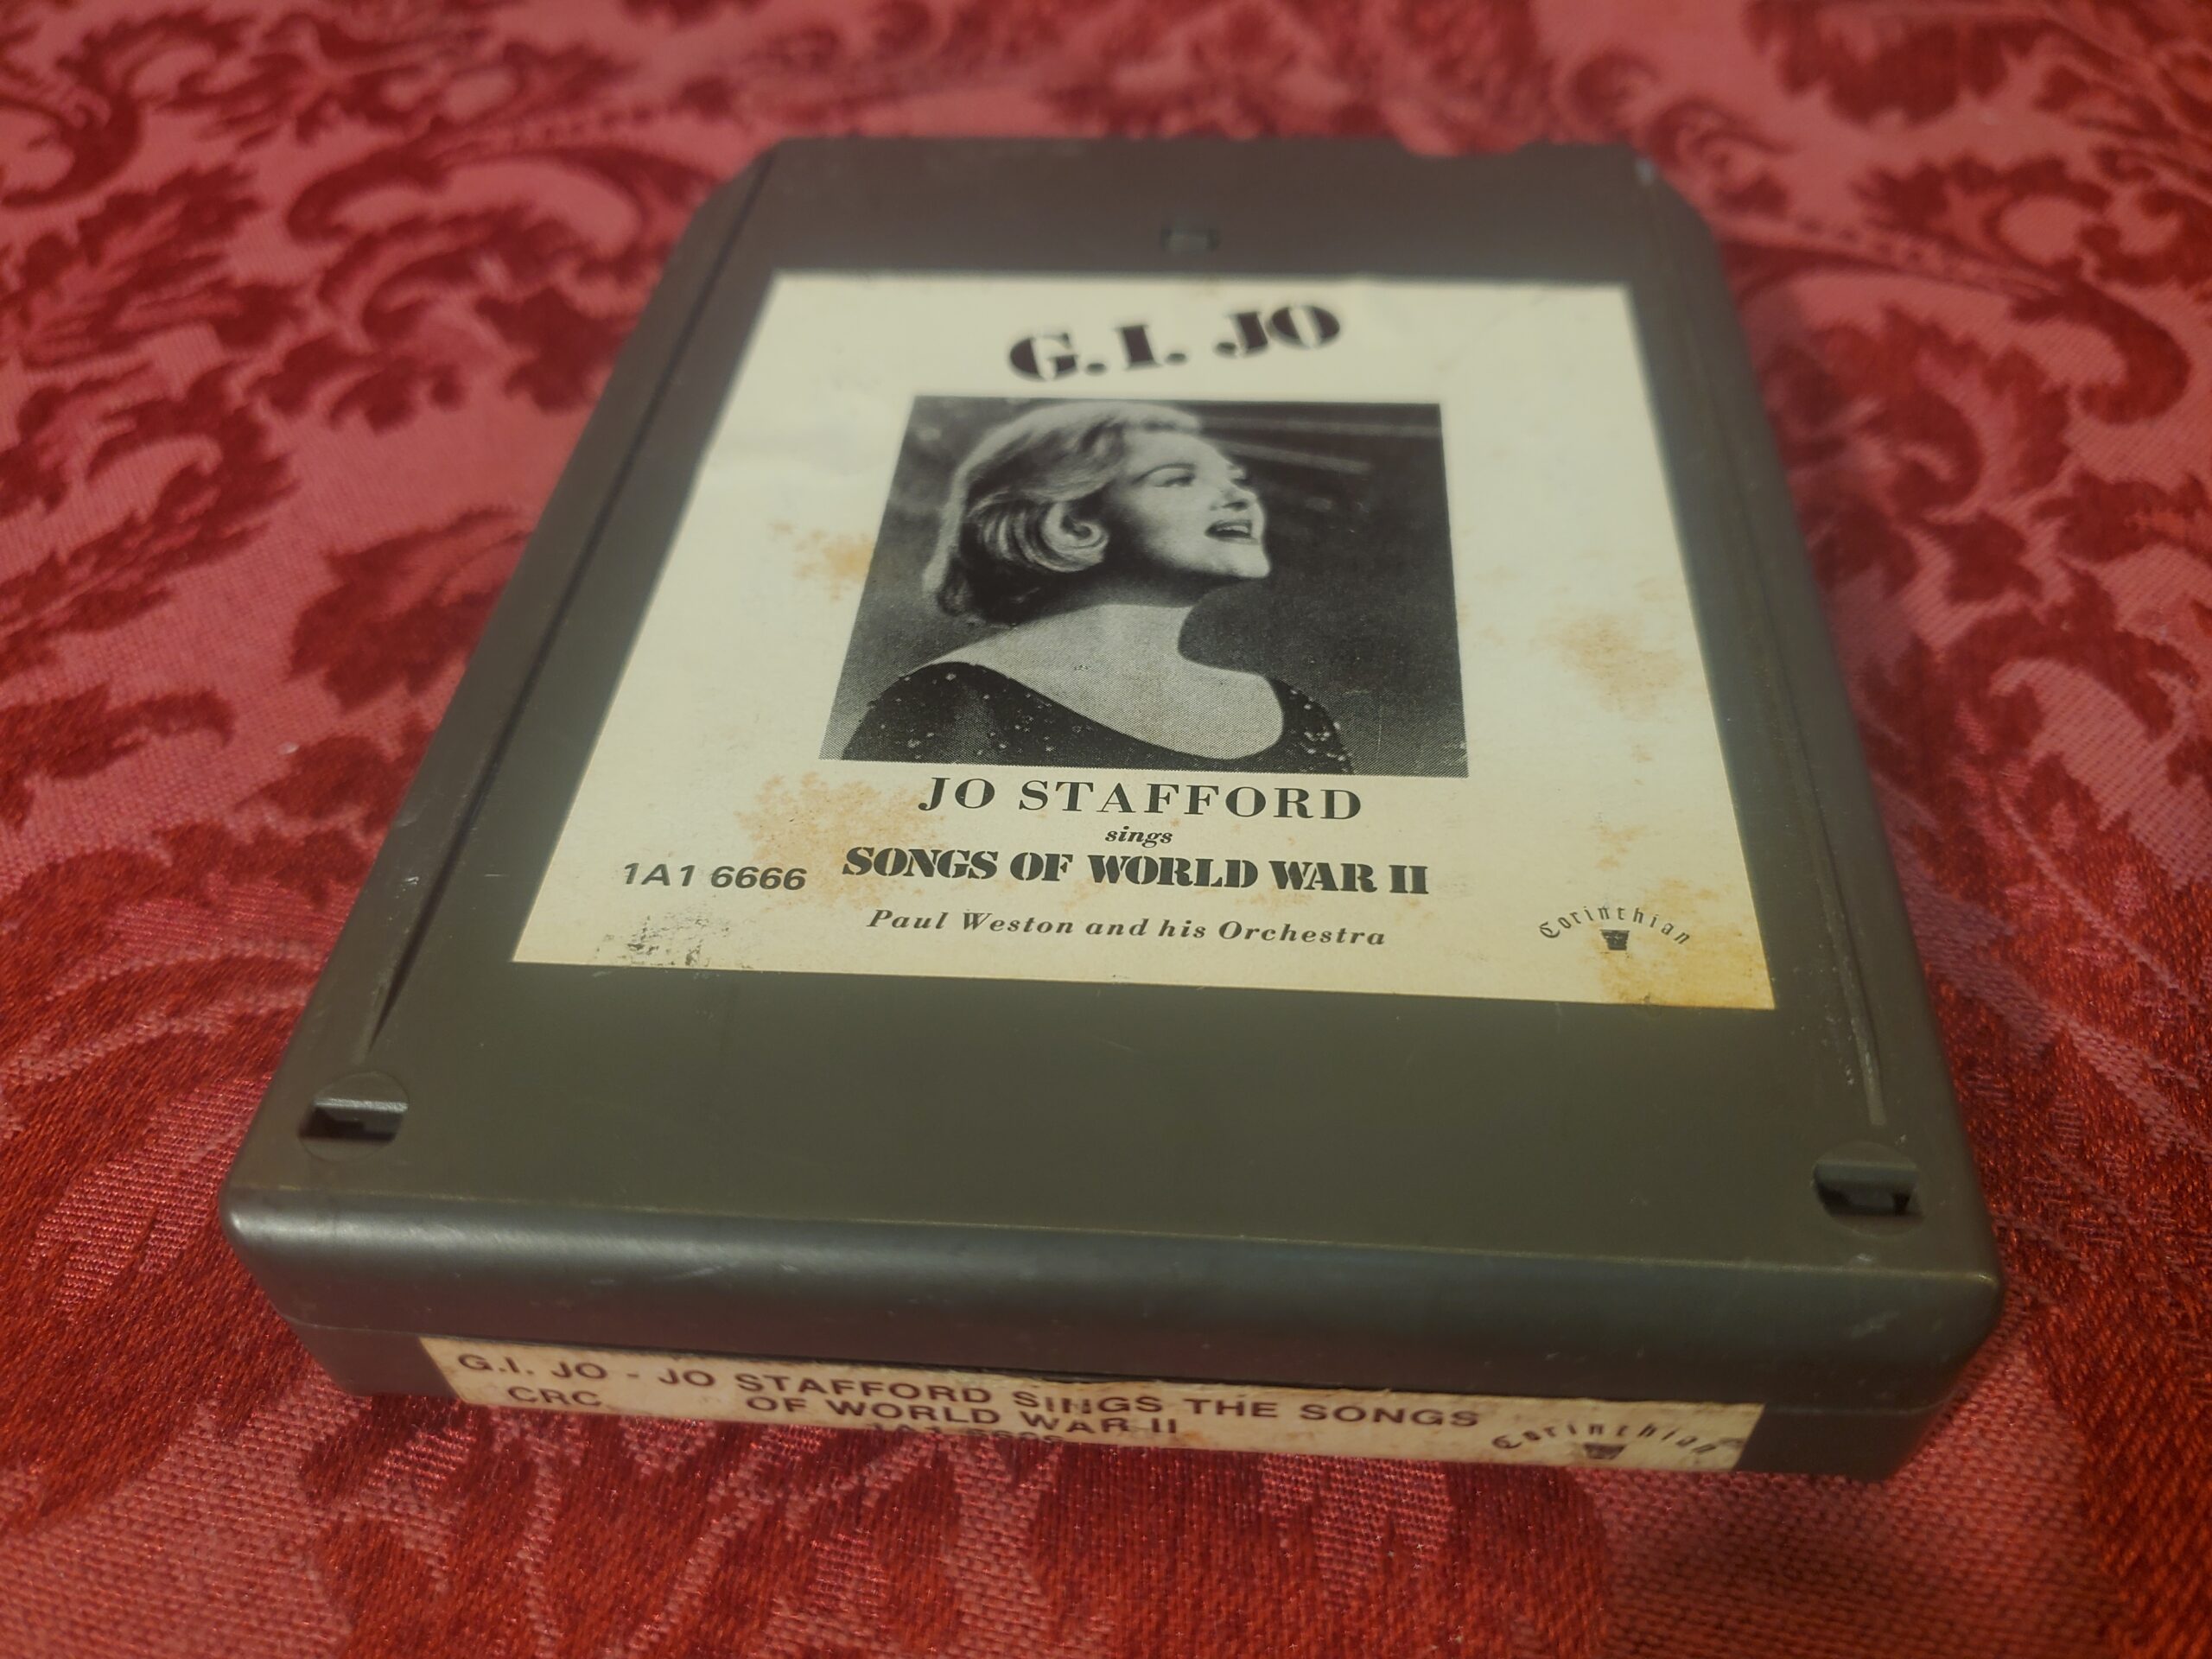 G.I. JO
JO STAFFORD
sings
SONGS OF WORLD WAR II
1A1 6666
Paul Weston and his Orchestra
Corinthian
G.I. JO - JO STAFFORD SINGS THE SONGS
CRC OF WORLD WAR II
Corinthian